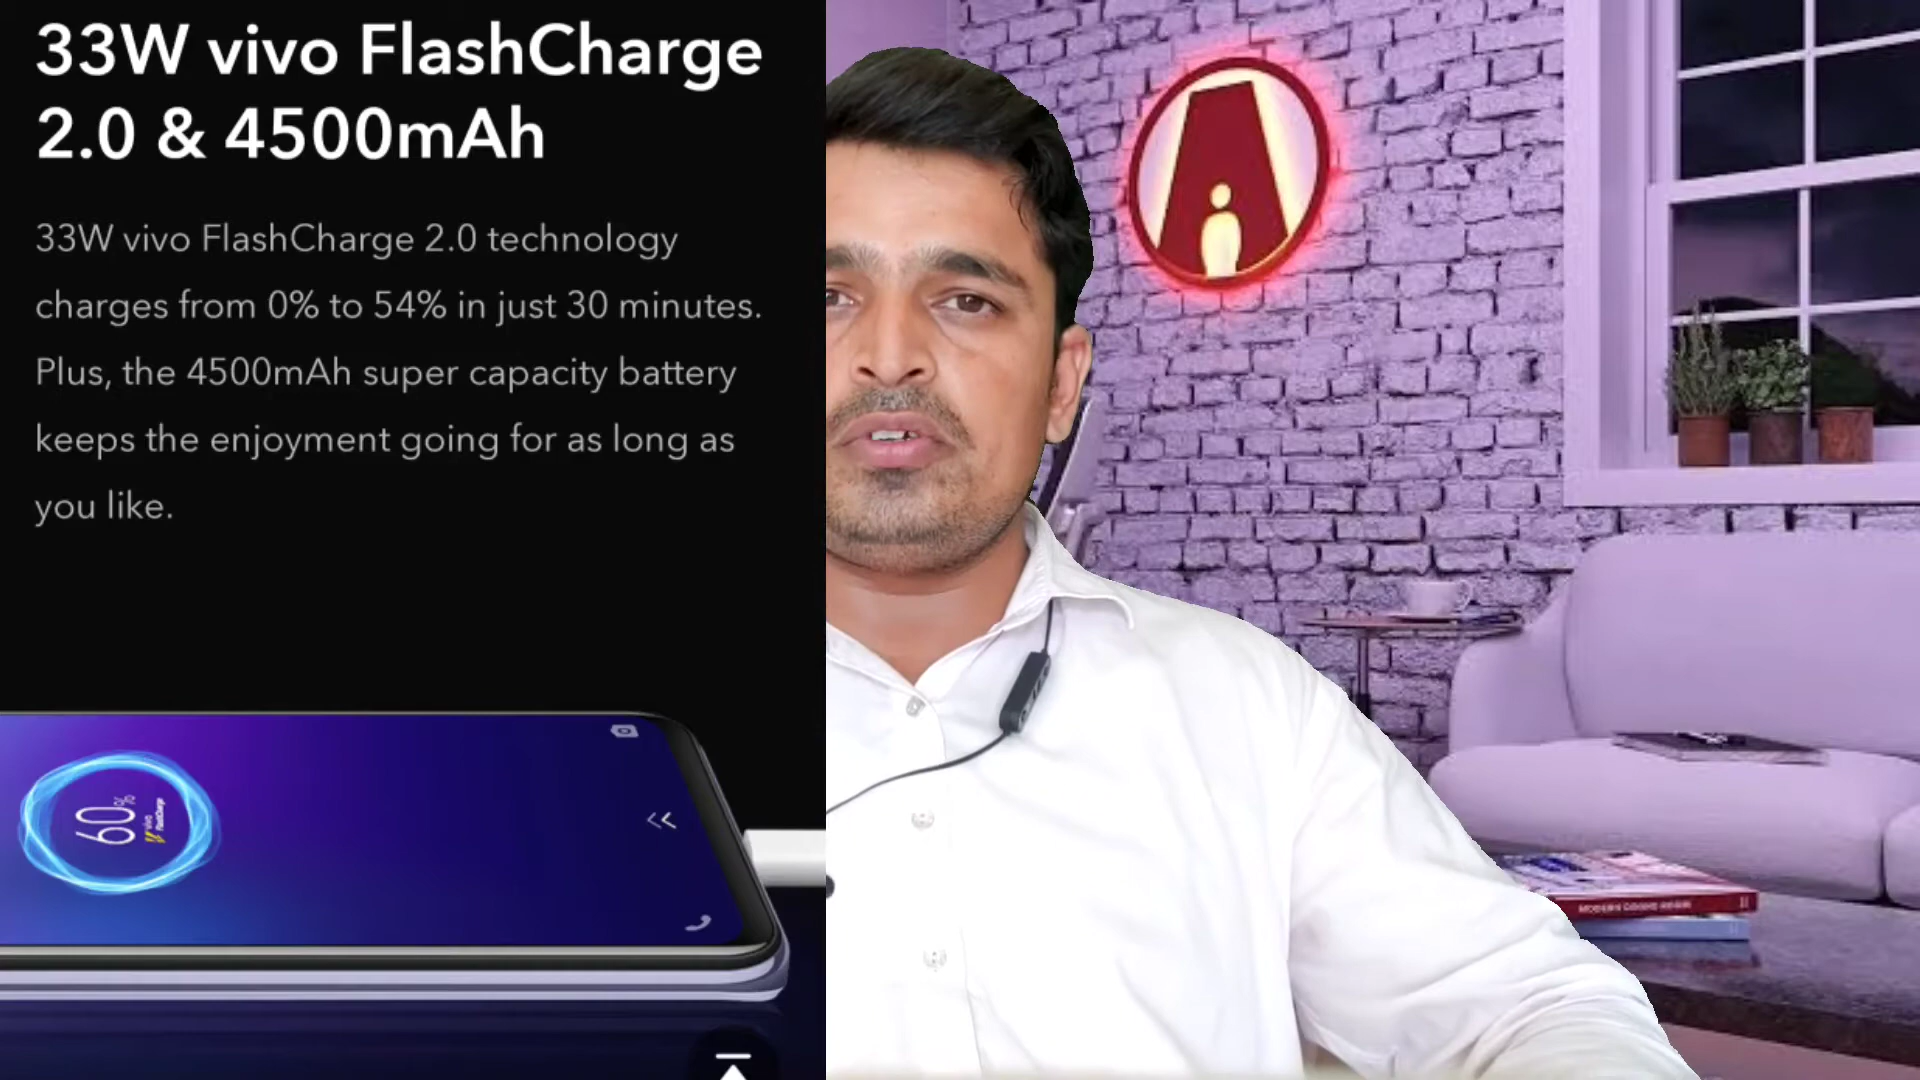 33W vivo FlashCharge
2.0 & 4500mAh
33W vivo FlashCharge 2.0 technology
charges from 0% to 54% in just 30 minutes.
Plus, the 4500mAh super capacity battery
keeps the enjoyment going for as long as
you like.
60%
vivo
FlashCharge